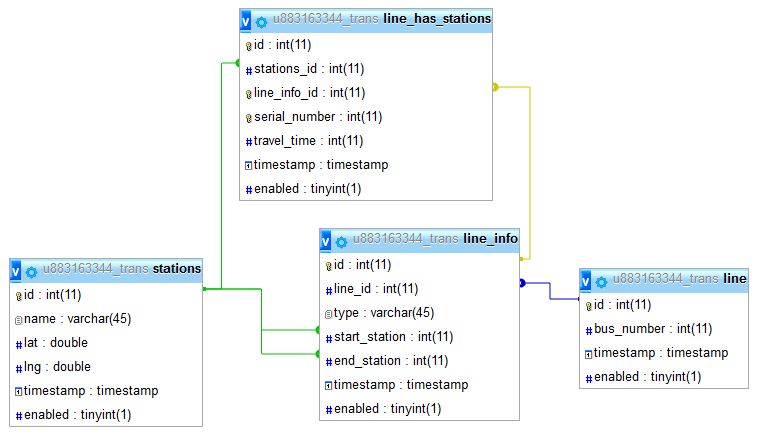 v u883163344_trans line_has_stations
id : int(11)
# stations_id : int(11)
line_info_id : int(11)
serial_number : int(11)
# travel_time : int(11)
timestamp : timestamp
# enabled : tinyint(1)
v u883163344_trans stations
id : int(11)
name : varchar(45)
# lat : double
# lng : double
timestamp : timestamp
# enabled : tinyint(1)
v u883163344_trans line_info
id : int(11)
# line_id : int(11)
type : varchar(45)
# start_station : int(11)
# end_station : int(11)
timestamp : timestamp
# enabled : tinyint(1)
v u883163344_trans line
id : int(11)
# bus_number : int(11)
timestamp : timestamp
# enabled : tinyint(1)